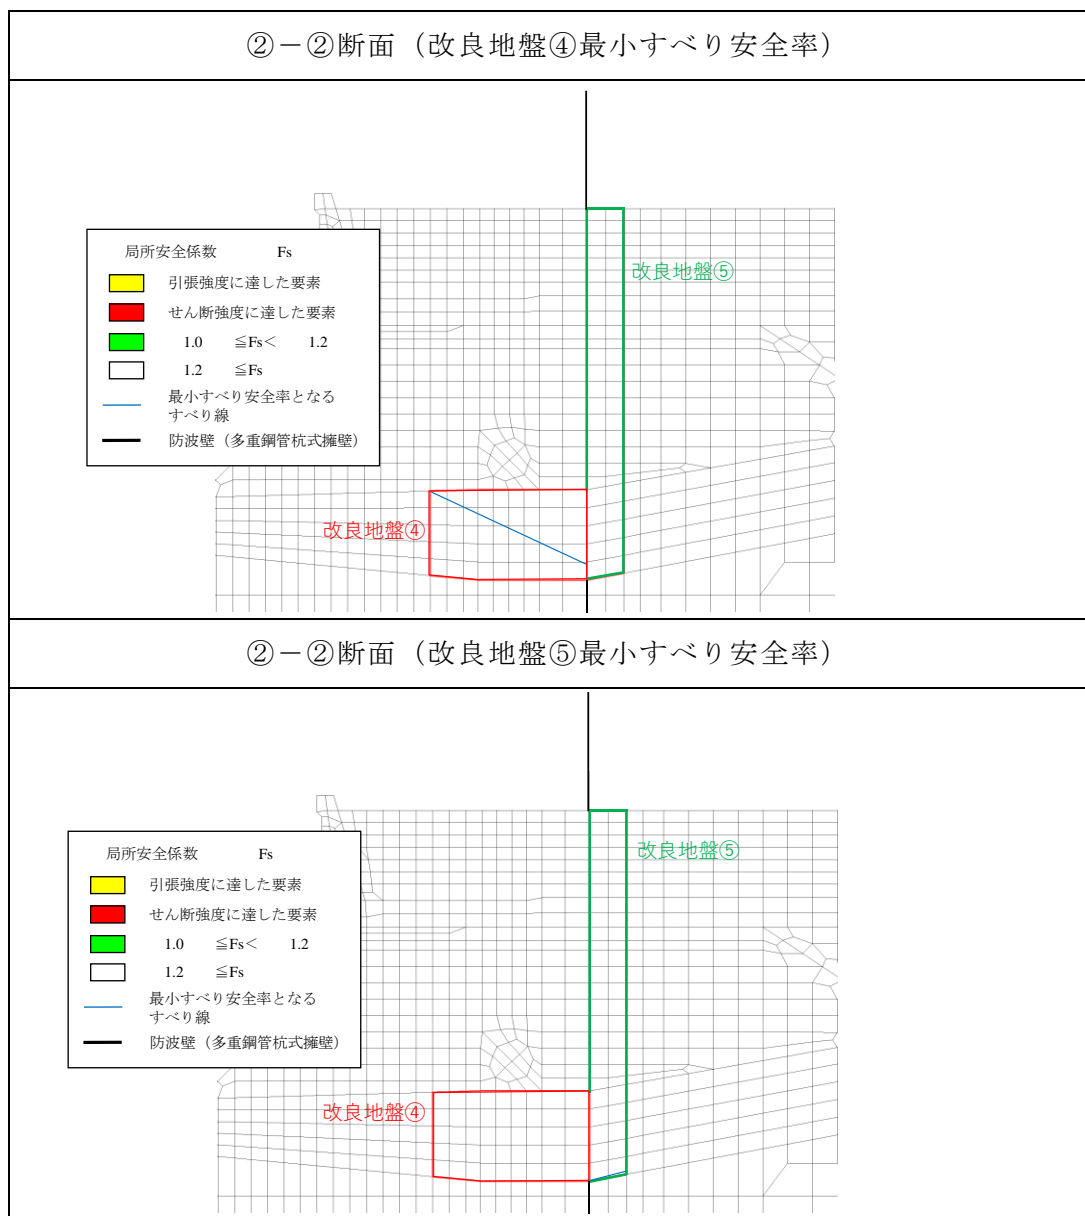 ②－②断面（改良地盤④最小すべり安全率）
局所安全係数 Fs
引張強度に達した要素
せん断強度に達した要素
1.0 ≦Fs< 1.2
1.2 ≦Fs
最小すべり安全率となる
すべり線
防波壁（多重鋼管杭式擁壁）
改良地盤⑤
改良地盤④
②－②断面（改良地盤⑤最小すべり安全率）
局所安全係数 Fs
引張強度に達した要素
せん断強度に達した要素
1.0 ≦Fs< 1.2
1.2 ≦Fs
最小すべり安全率となる
すべり線
防波壁（多重鋼管杭式擁壁）
改良地盤⑤
改良地盤④